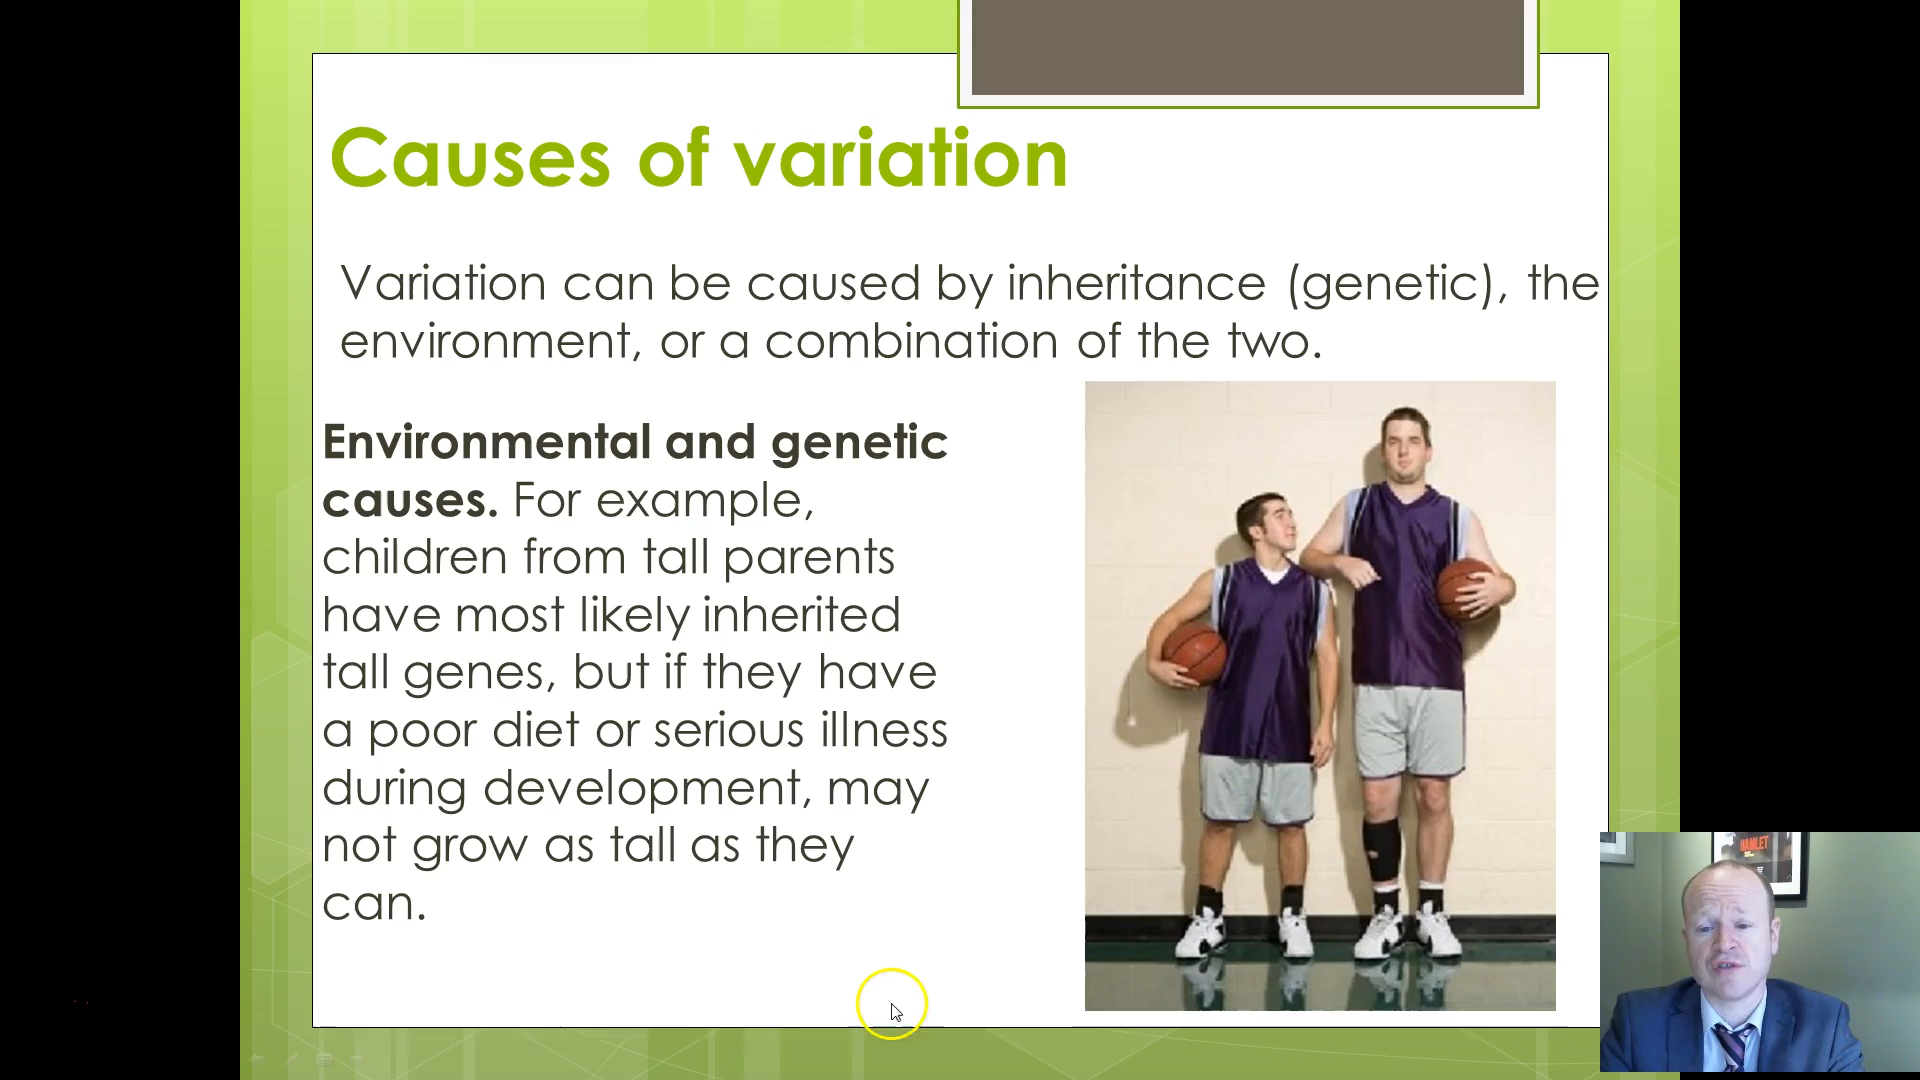 Causes of variation
Variation can be caused by inheritance (genetic), the
environment, or a combination of the two.
Environmental and genetic
causes. For example,
children from tall parents
have most likely inherited
tall genes, but if they have
a poor diet or serious illness
during development, may
not grow as tall as they
can.
HAMLET